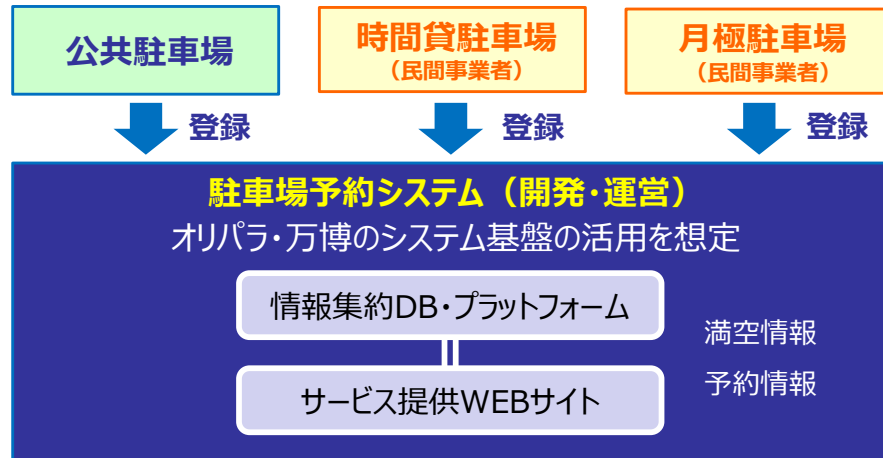 公共駐車場
時間貸駐車場
（民間事業者）
月極駐車場
（民間事業者）
登録
登録
登録
駐車場予約システム（開発・運営）
オリパラ・万博のシステム基盤の活用を想定
情報集約DB・プラットフォーム
満空情報
予約情報
サービス提供WEBサイト